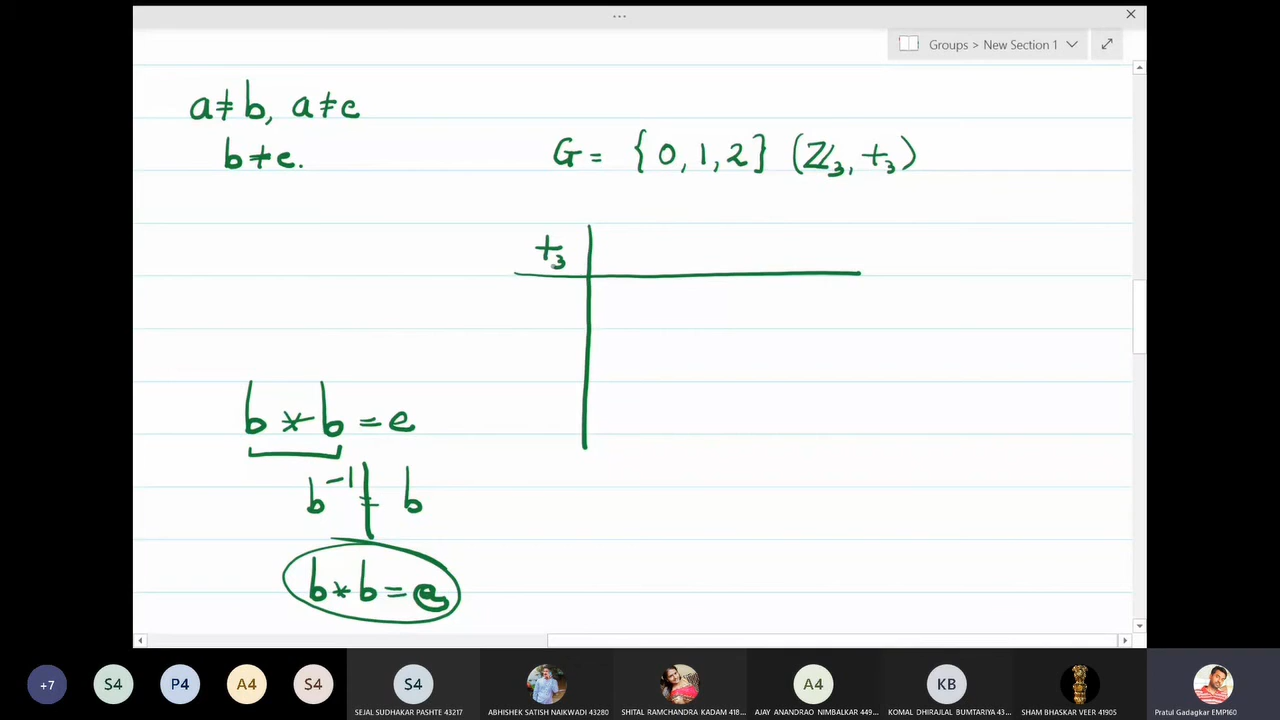 Groups > New Section 1
a≠b, a≠e
b≠e.
G = {0, 1, 2} (ℤ₃, +₃)
+₃
b * b = e
b⁻¹ ≠ b
b * b = a
+7
S4
P4
A4
S4
S4
A4
KB
SEJAL SUDHAKAR PASHTE 43217
ABHISHEK SATISH NAIKWADI 43280
SHITAL RAMCHANDRA KADAM 418...
AJAY ANANDRAO NIMBALKAR 449...
KOMAL DHIRAJLAL BUMTARIYA 43...
SHAM BHASKAR VEER 41905
Pratul Gadagkar EMP160